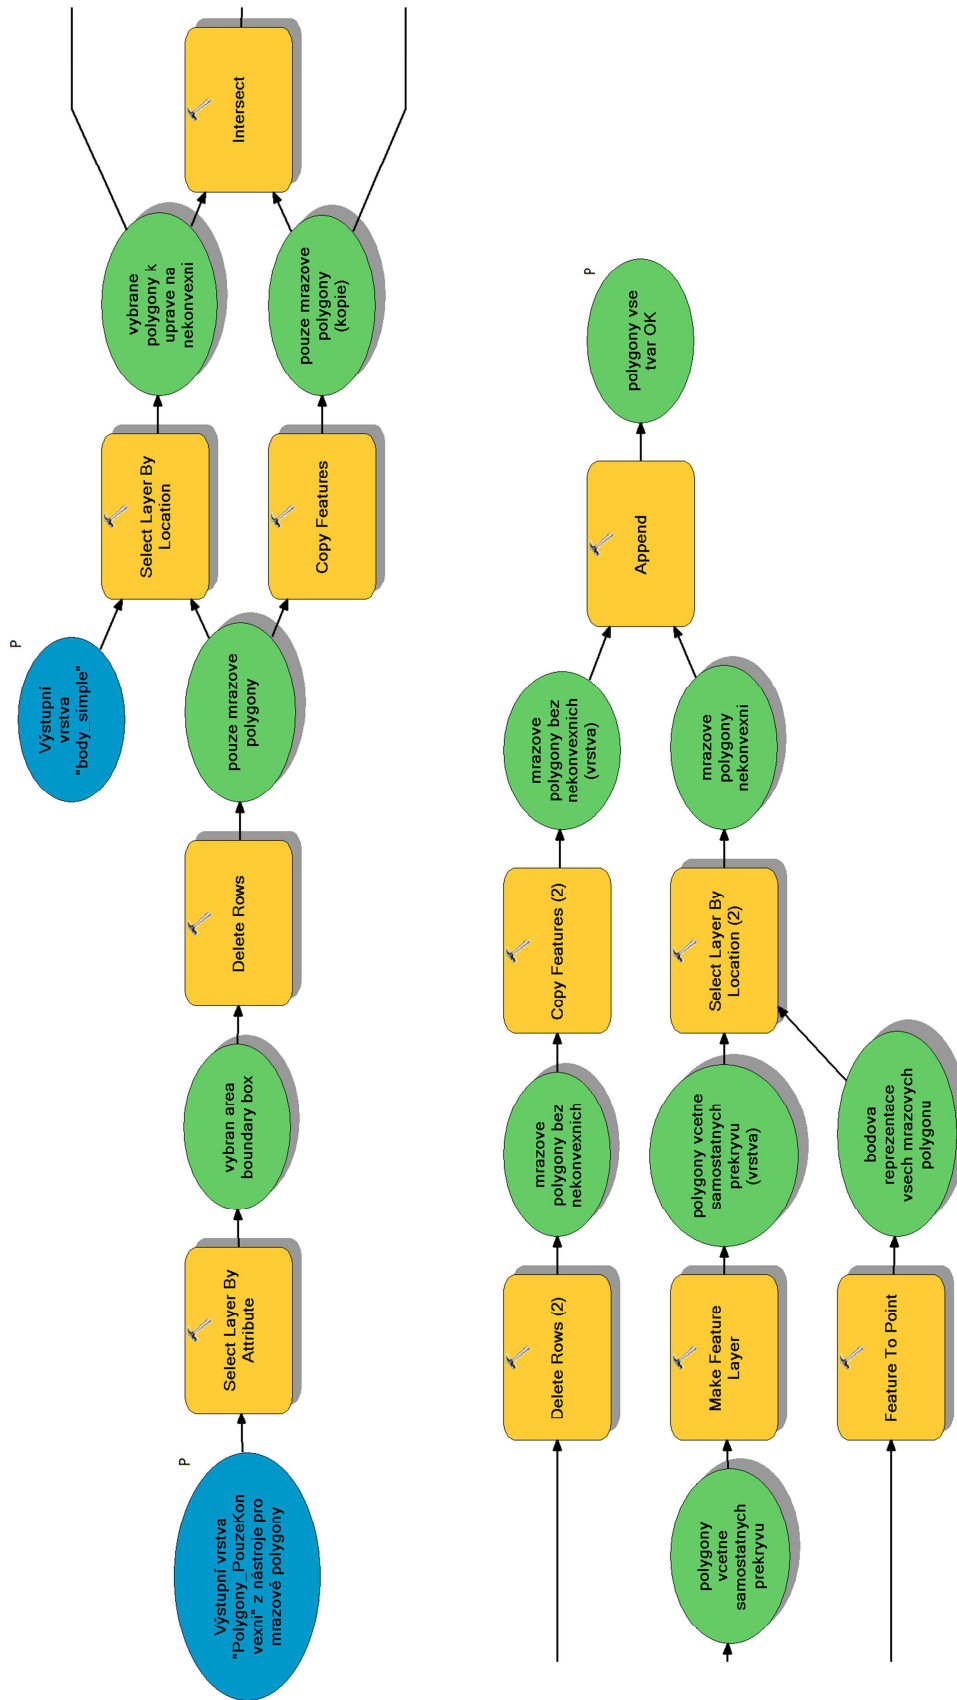 Výstupní vrstva
"Polygony_PouzeKon
vexni" z nástroje pro
mrazové polygony
P
Select Layer By
Attribute
vybran area
boundary box
Delete Rows
pouze mrazove
polygony
Výstupní
vrstva
"body_simple"
P
Select Layer By
Location
Copy Features
vybrane
polygony k
uprave na
nekonvexni
pouze mrazove
polygony
(kopie)
Intersect
polygony
vcetne
samostatnych
prekryvu
Delete Rows (2)
Make Feature
Layer
Feature To Point
mrazove
polygony bez
nekonvexnich
polygony vcetne
samostatnych
prekryvu
(vrstva)
bodova
reprezentace
vsech mrazovych
polygonu
Copy Features (2)
Select Layer By
Location (2)
mrazove
polygony bez
nekonvexnich
(vrstva)
mrazove
polygony
nekonvexni
Append
polygony vse
tvar OK
P